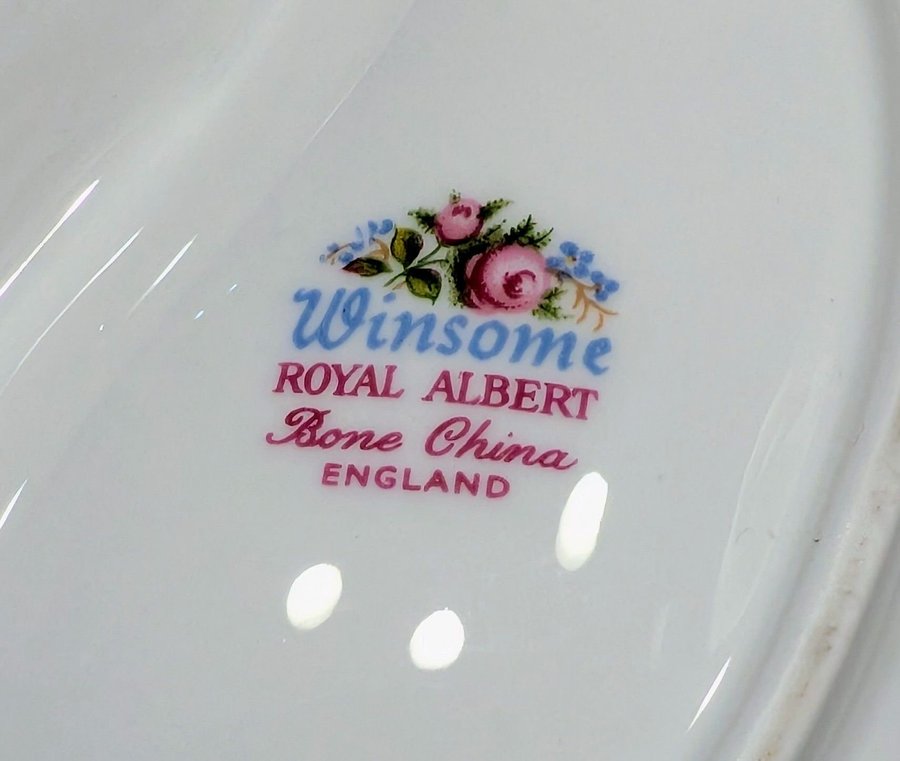 Winsome
ROYAL ALBERT
Bone China
ENGLAND